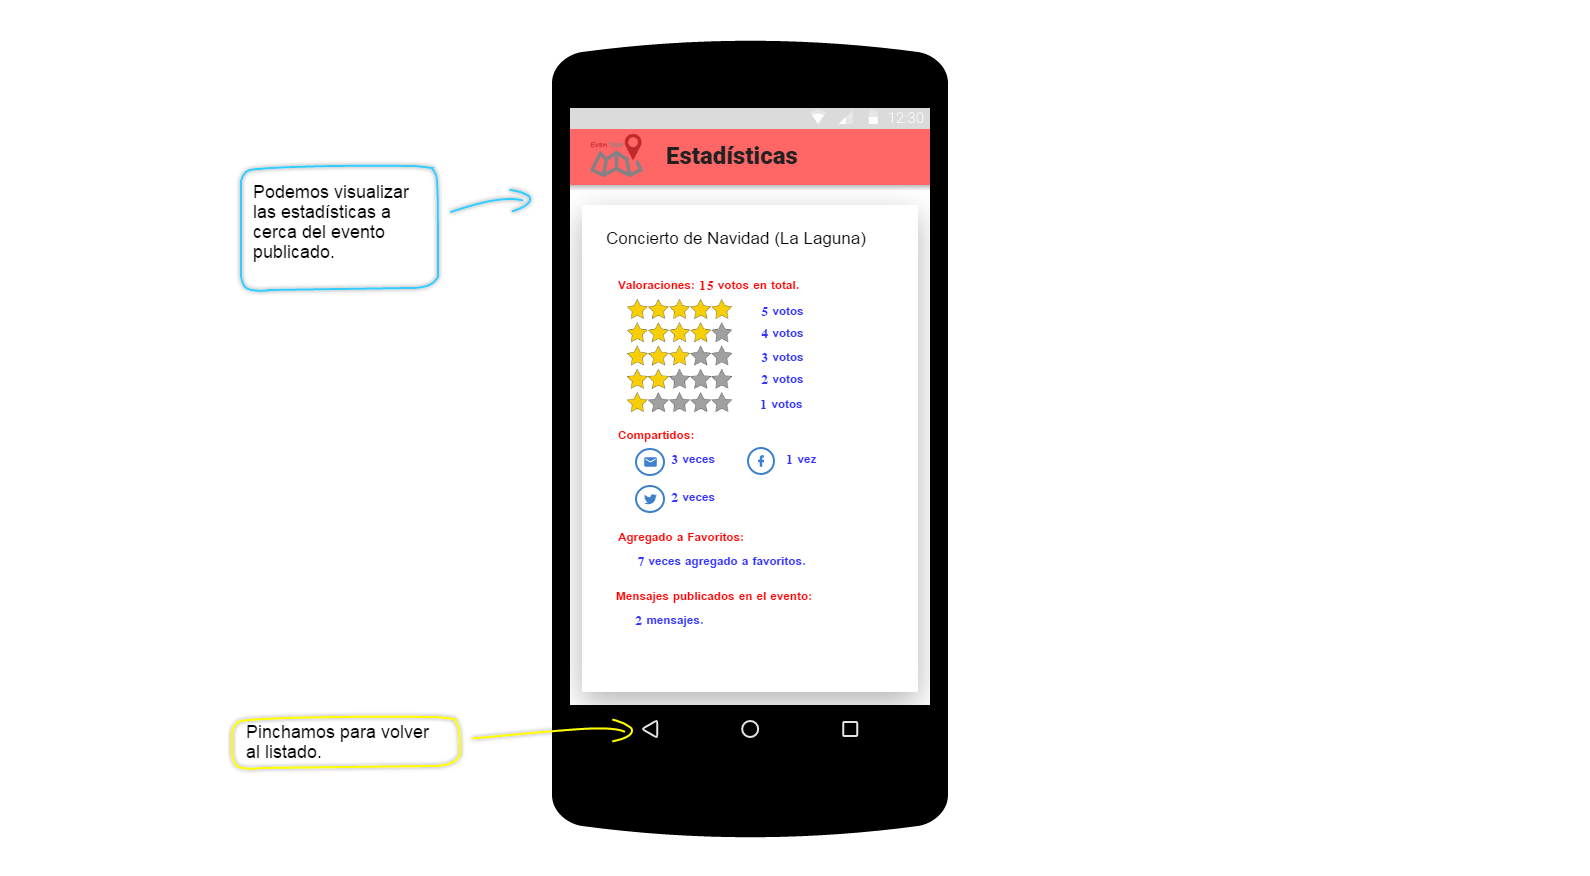 12:30
Estadísticas
Podemos visualizar
las estadísticas a
cerca del evento
publicado.
Concierto de Navidad (La Laguna)
Valoraciones: 15 votos en total.
5 votos
4 votos
3 votos
2 votos
1 votos
Compartidos:
3 veces 1 vez
2 veces
Agregado a Favoritos:
7 veces agregado a favoritos.
Mensajes publicados en el evento:
2 mensajes.
Pinchamos para volver
al listado.